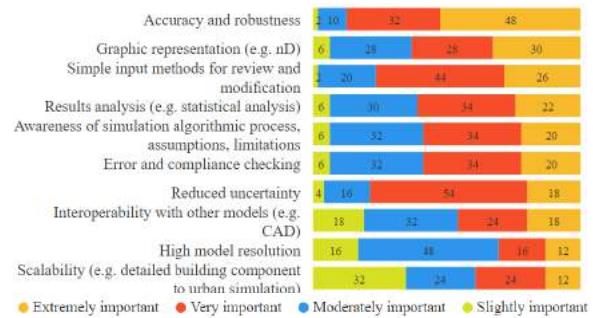 Accuracy and robustness 2 10 32 48
Graphic representation (e.g. nD) 6 28 28 30
Simple input methods for review and
modification 2 20 44 26
Results analysis (e.g. statistical analysis) 6 30 34 22
Awareness of simulation algorithmic process,
assumptions, limitations 6 32 34 20
Error and compliance checking 6 32 34 20
Reduced uncertainty 4 16 54 18
Interoperability with other models (e.g.
CAD) 18 32 24 18
High model resolution 16 48 16 12
Scalability (e.g. detailed building component
to urban simulation) 32 24 24 12
Extremely important Very important Moderately important Slightly important